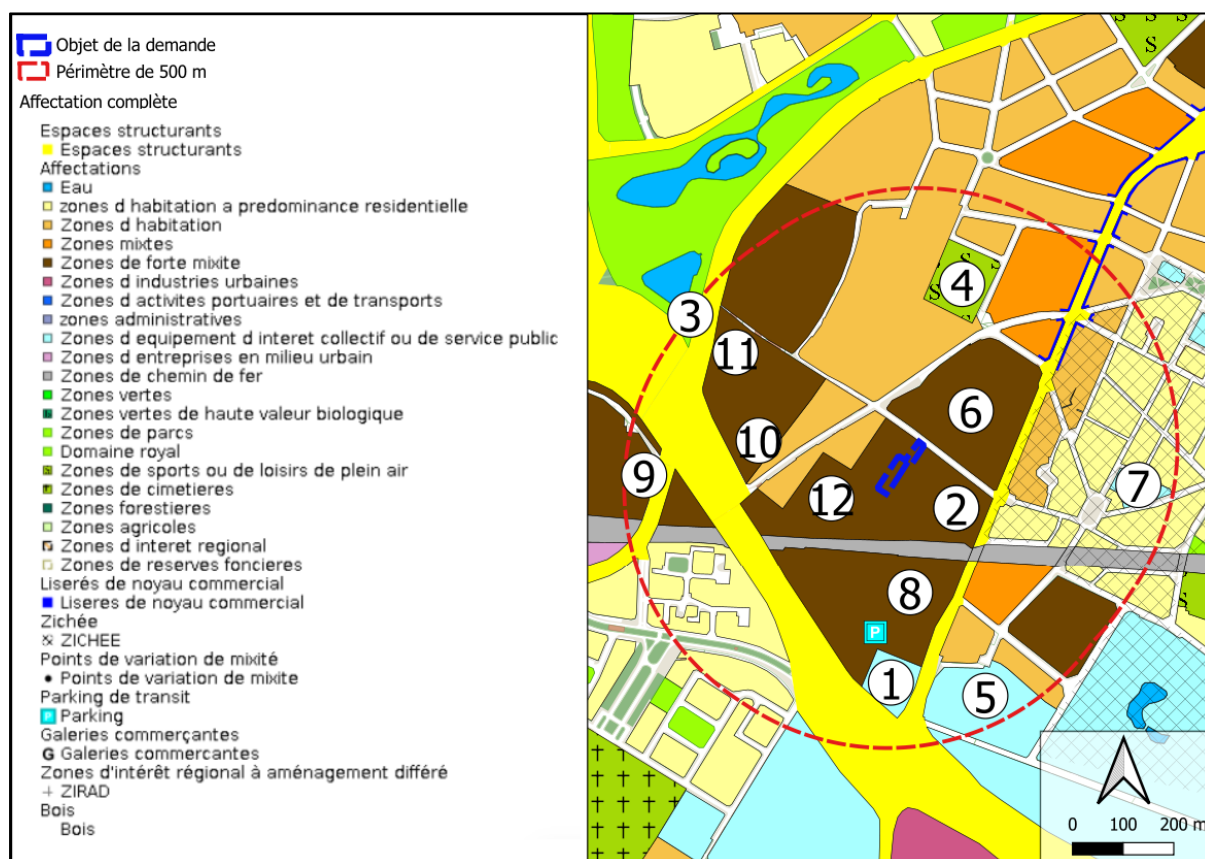 Objet de la demande
Périmètre de 500 m
Affectation complète
Espaces structurants
Espaces structurants
Affectations
Eau
zones d habitation a predominance residentielle
Zones d habitation
Zones mixtes
Zones de forte mixite
Zones d industries urbaines
Zones d activites portuaires et de transports
zones administratives
Zones d equipement d interet collectif ou de service public
Zones d entreprises en milieu urbain
Zones de chemin de fer
Zones vertes
Zones vertes de haute valeur biologique
Zones de parcs
Domaine royal
Zones de sports ou de loisirs de plein air
Zones de cimetieres
Zones forestieres
Zones agricoles
Zones d interet regional
Zones de reserves foncieres
Liserés de noyau commercial
Liseres de noyau commercial
Zichée
ZICHEE
Points de variation de mixité
Points de variation de mixite
Parking de transit
P Parking
Galeries commerçantes
G Galeries commercantes
Zones d'intérêt régional à aménagement différé
+ ZIRAD
Bois
Bois
S S
S
S S
4
S S
3
11
6
10
9
7
12
2
8
S
P
1
5
0 100 200 m